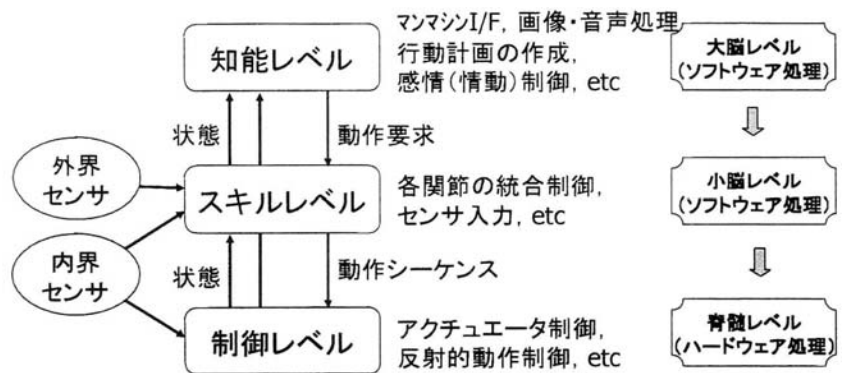 知能レベル
マンマシンI/F, 画像・音声処理
行動計画の作成,
感情(情動)制御, etc
大脳レベル
(ソフトウェア処理)
状態
動作要求
外界
センサ
スキルレベル
各関節の統合制御,
センサ入力, etc
小脳レベル
(ソフトウェア処理)
内界
センサ
状態
動作シーケンス
制御レベル
アクチュエータ制御,
反射的動作制御, etc
脊髄レベル
(ハードウェア処理)